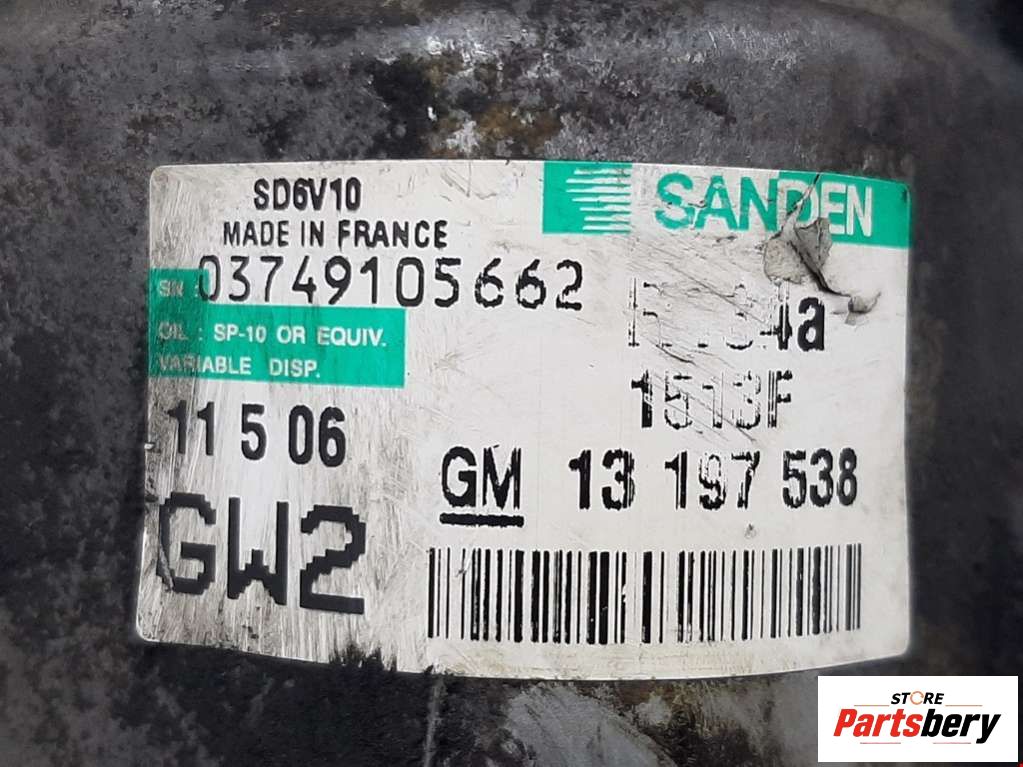 SD6V10
SANDEN
MADE IN FRANCE
SN : 03749105662
OIL : SP-10 OR EQUIV.
VARIABLE DISP.
1513F
11 5 06
GM 13 197 538
GW2
STORE
Partsbery